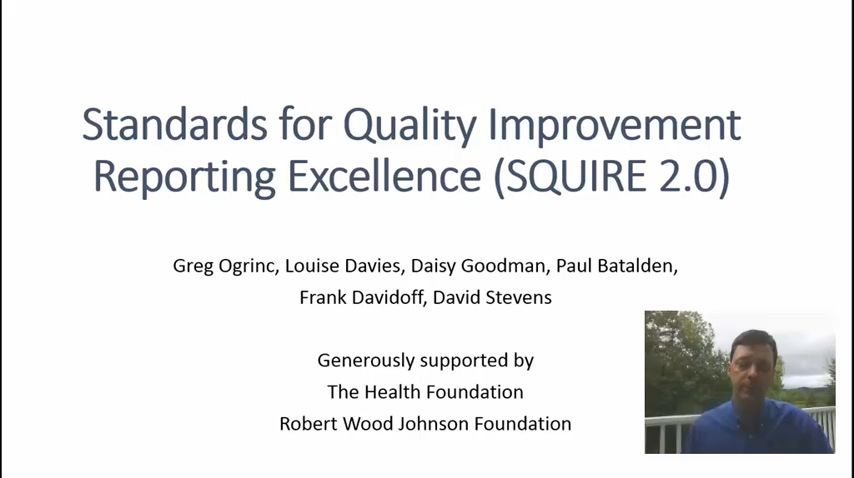 Standards for Quality Improvement
Reporting Excellence (SQUIRE 2.0)
Greg Ogrinc, Louise Davies, Daisy Goodman, Paul Batalden,
Frank Davidoff, David Stevens
Generously supported by
The Health Foundation
Robert Wood Johnson Foundation